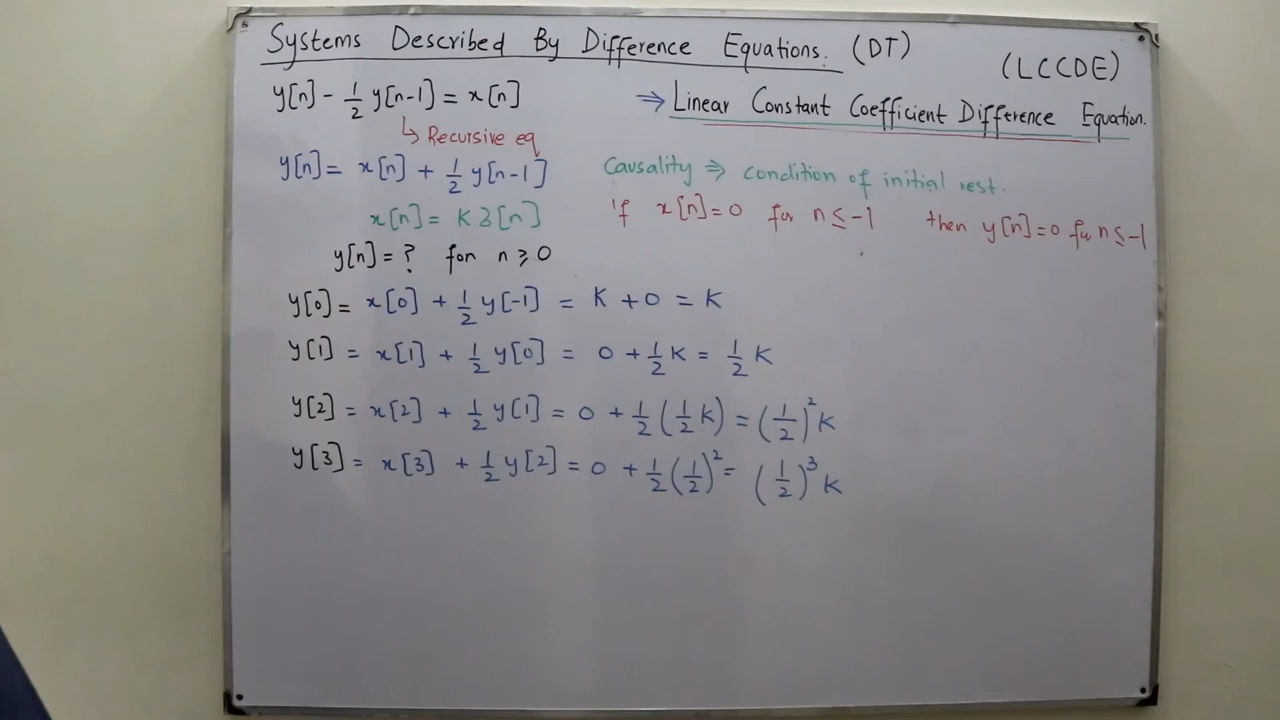 Systems Described By Difference Equations. (DT)
(LCCDE)
y[n] - 1/2 y[n-1] = x[n]
⇒ Linear Constant Coefficient Difference Equation.
↳ Recursive eq
y[n] = x[n] + 1/2 y[n-1]
Causality ⇒ condition of initial rest.
x[n] = K δ[n]
if x[n]=0 for n ≤ -1 then y[n]=0 for n ≤ -1
y[n] = ? for n ≥ 0
y[0] = x[0] + 1/2 y[-1] = K + 0 = K
y[1] = x[1] + 1/2 y[0] = 0 + 1/2 K = 1/2 K
y[2] = x[2] + 1/2 y[1] = 0 + 1/2 (1/2 K) = (1/2)² K
y[3] = x[3] + 1/2 y[2] = 0 + 1/2 (1/2)² = (1/2)³ K